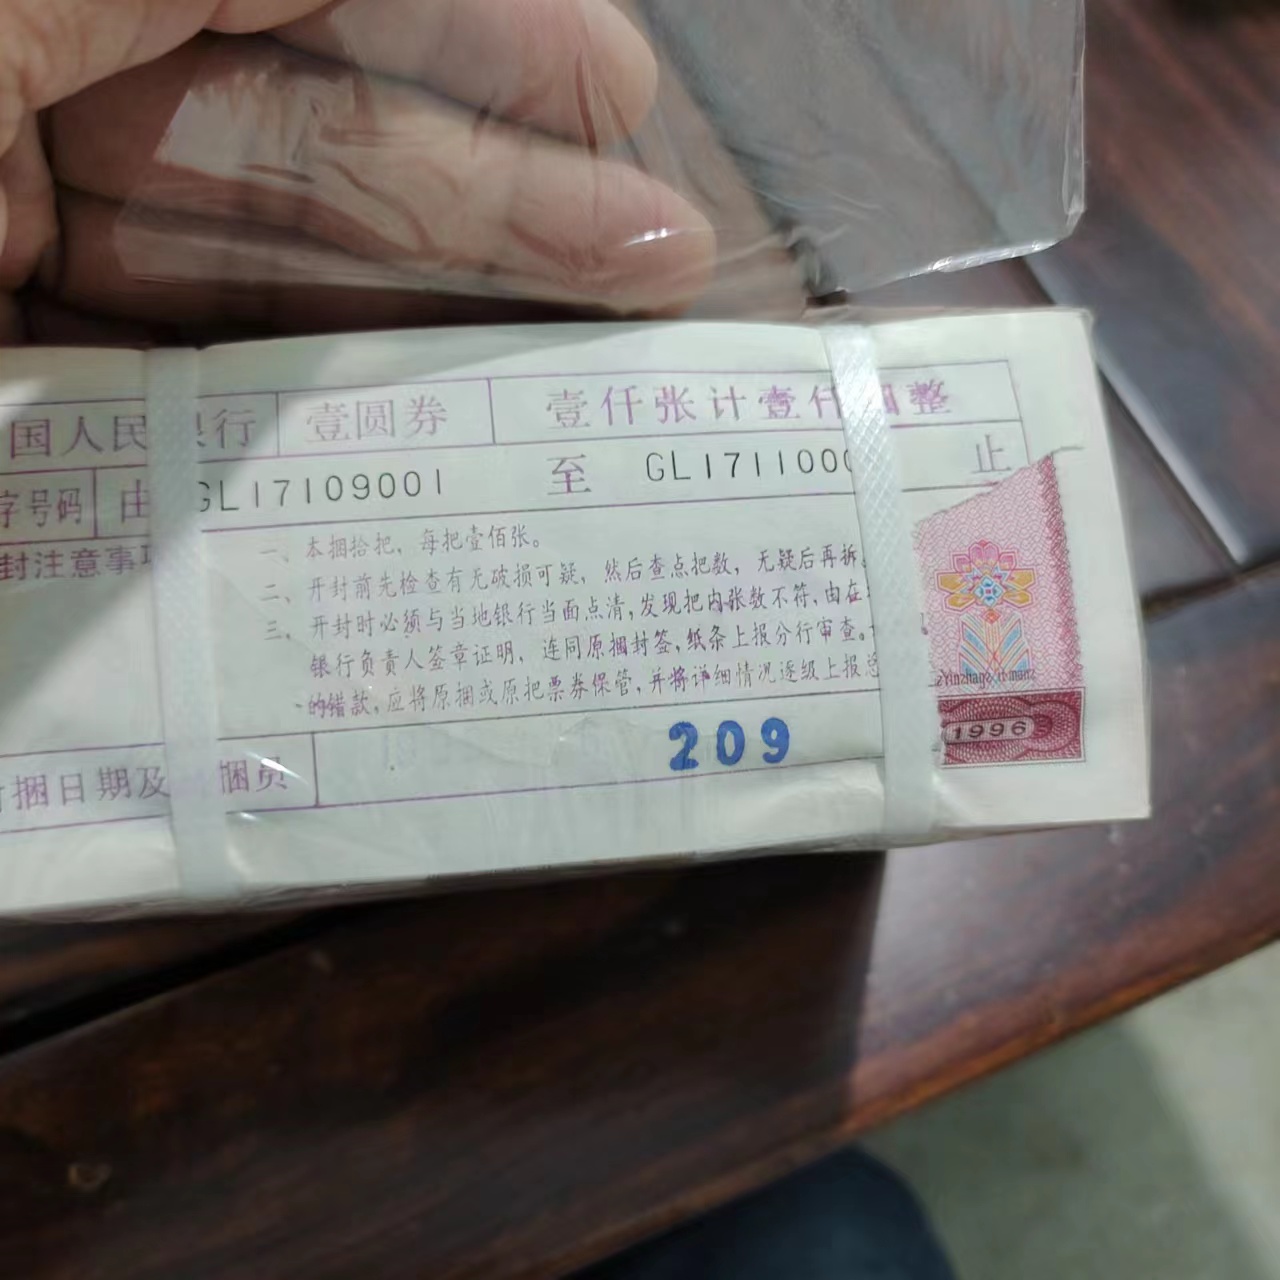 国人民银行 壹圆券 壹仟张计壹仟圆整
字号码 由 GL17109001 至 GL1711000 止
封注意事项
一、本捆拾把，每把壹佰张。
二、开封前先检查有无破损可疑，然后查点把数，无疑后再拆
三、开封时必须与当地银行当面点清，发现把内张数不符，由在
银行负责人签章证明，连同原捆封签，纸条上报分行审查。
的错款，应将原捆或原把票券保管，并将详细情况逐级上报总
捆日期及 捆员
209
1996